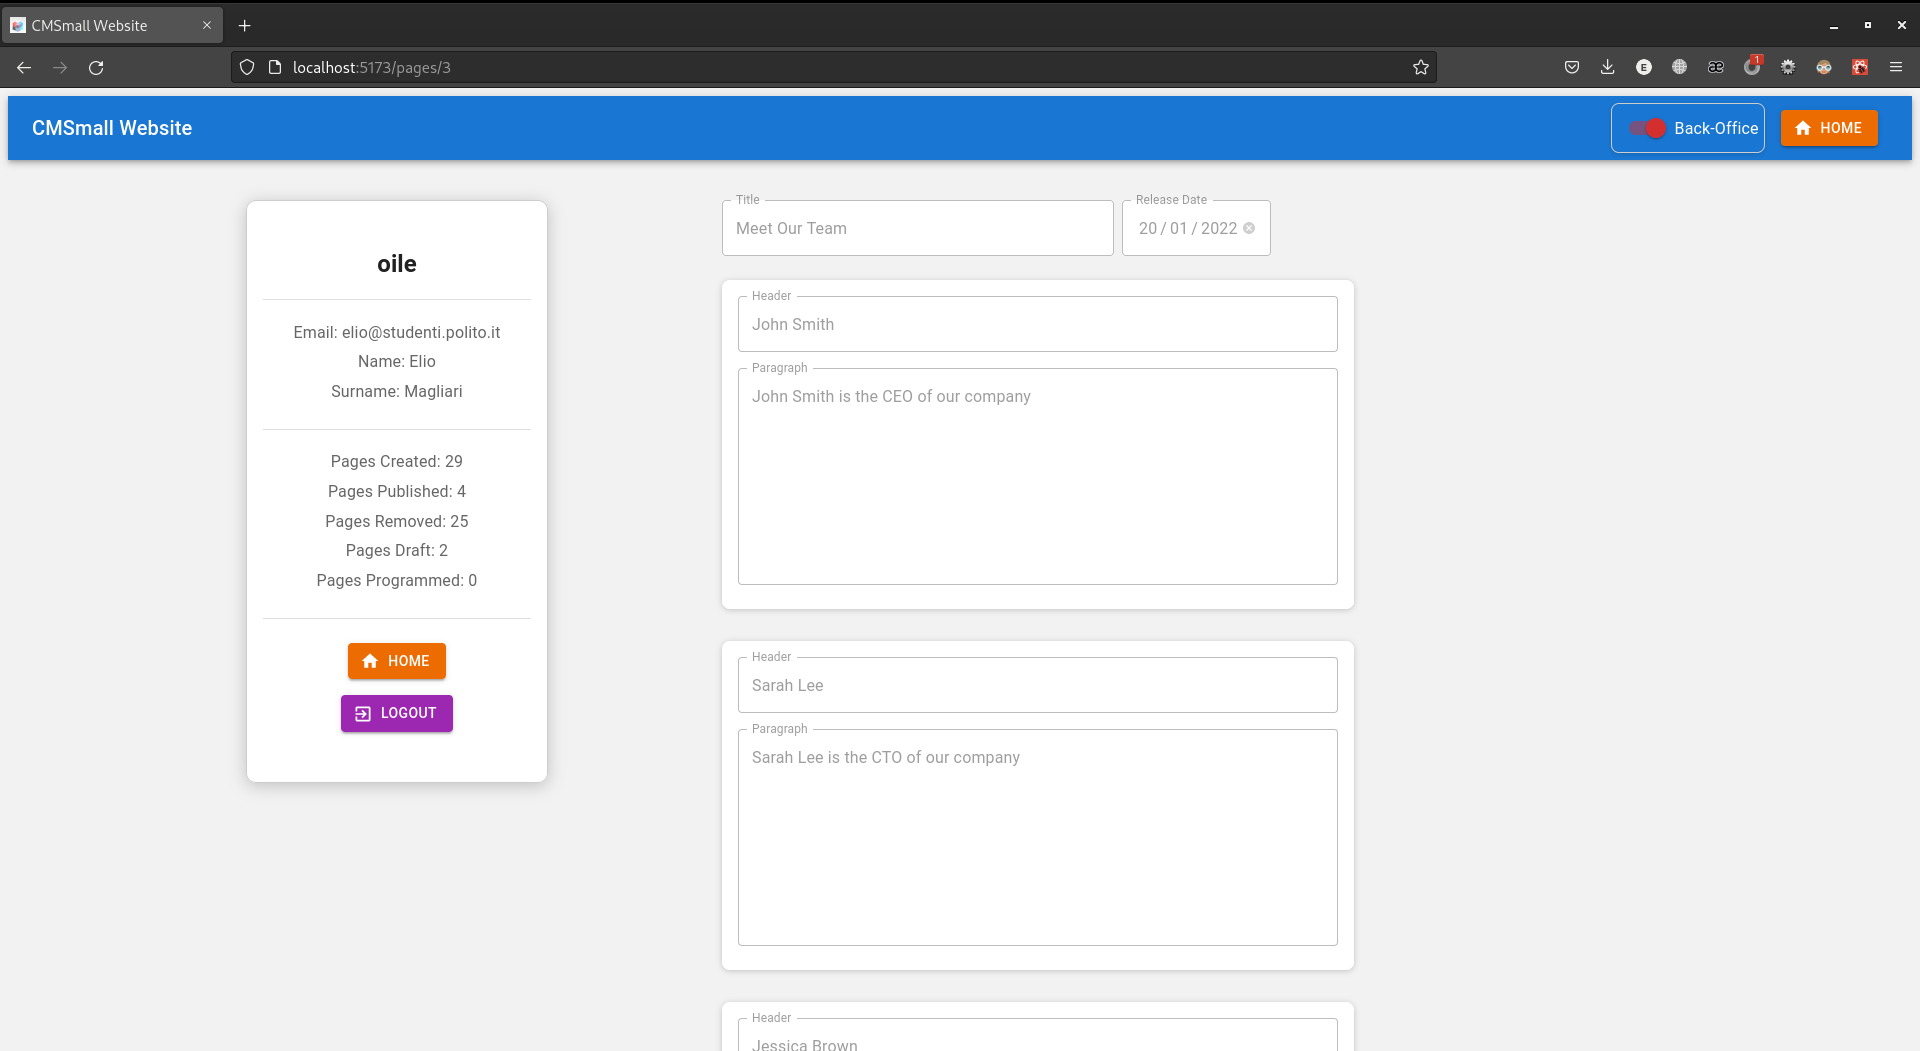 CMSmall Website
localhost:5173/pages/3
E
æ
1
CMSmall Website
Back-Office
HOME
oile
Email: elio@studenti.polito.it
Name: Elio
Surname: Magliari
Pages Created: 29
Pages Published: 4
Pages Removed: 25
Pages Draft: 2
Pages Programmed: 0
HOME
LOGOUT
Title
Meet Our Team
Release Date
20 / 01 / 2022
Header
John Smith
Paragraph
John Smith is the CEO of our company
Header
Sarah Lee
Paragraph
Sarah Lee is the CTO of our company
Header
Jessica Brown